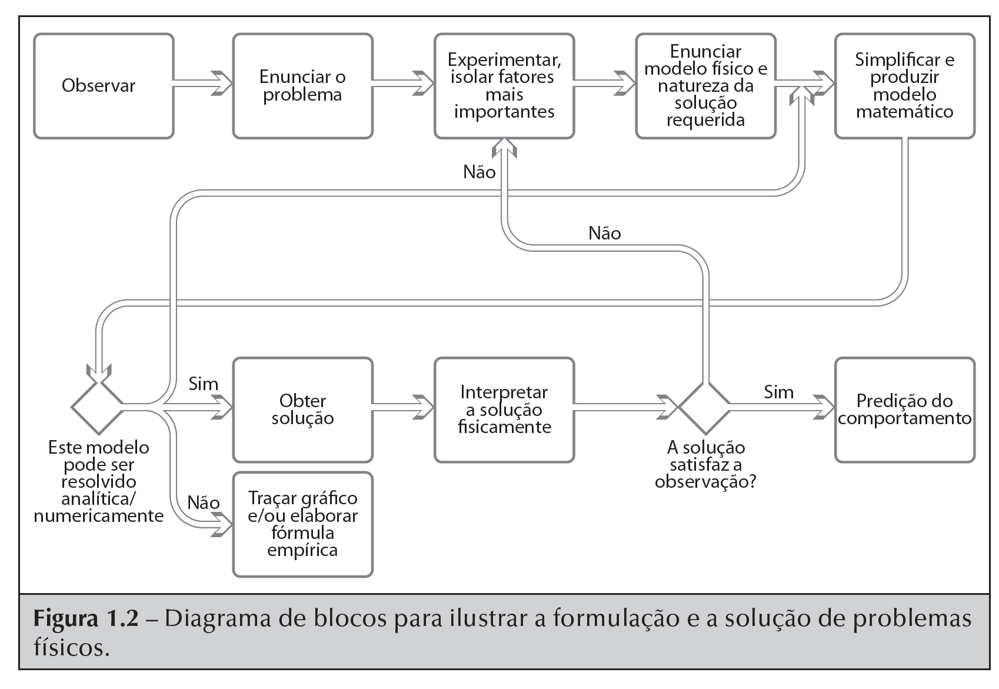 Observar
Enunciar o
problema
Experimentar,
isolar fatores
mais
importantes
Enunciar
modelo físico e
natureza da
solução
requerida
Simplificar e
produzir
modelo
matemático
Não
Não
Este modelo
pode ser
resolvido
analítica/
numericamente
Sim
Obter
solução
Interpretar
a solução
fisicamente
A solução
satisfaz a
observação?
Sim
Predição do
comportamento
Não
Traçar gráfico
e/ou elaborar
fórmula
empírica
Figura 1.2 – Diagrama de blocos para ilustrar a formulação e a solução de problemas
físicos.